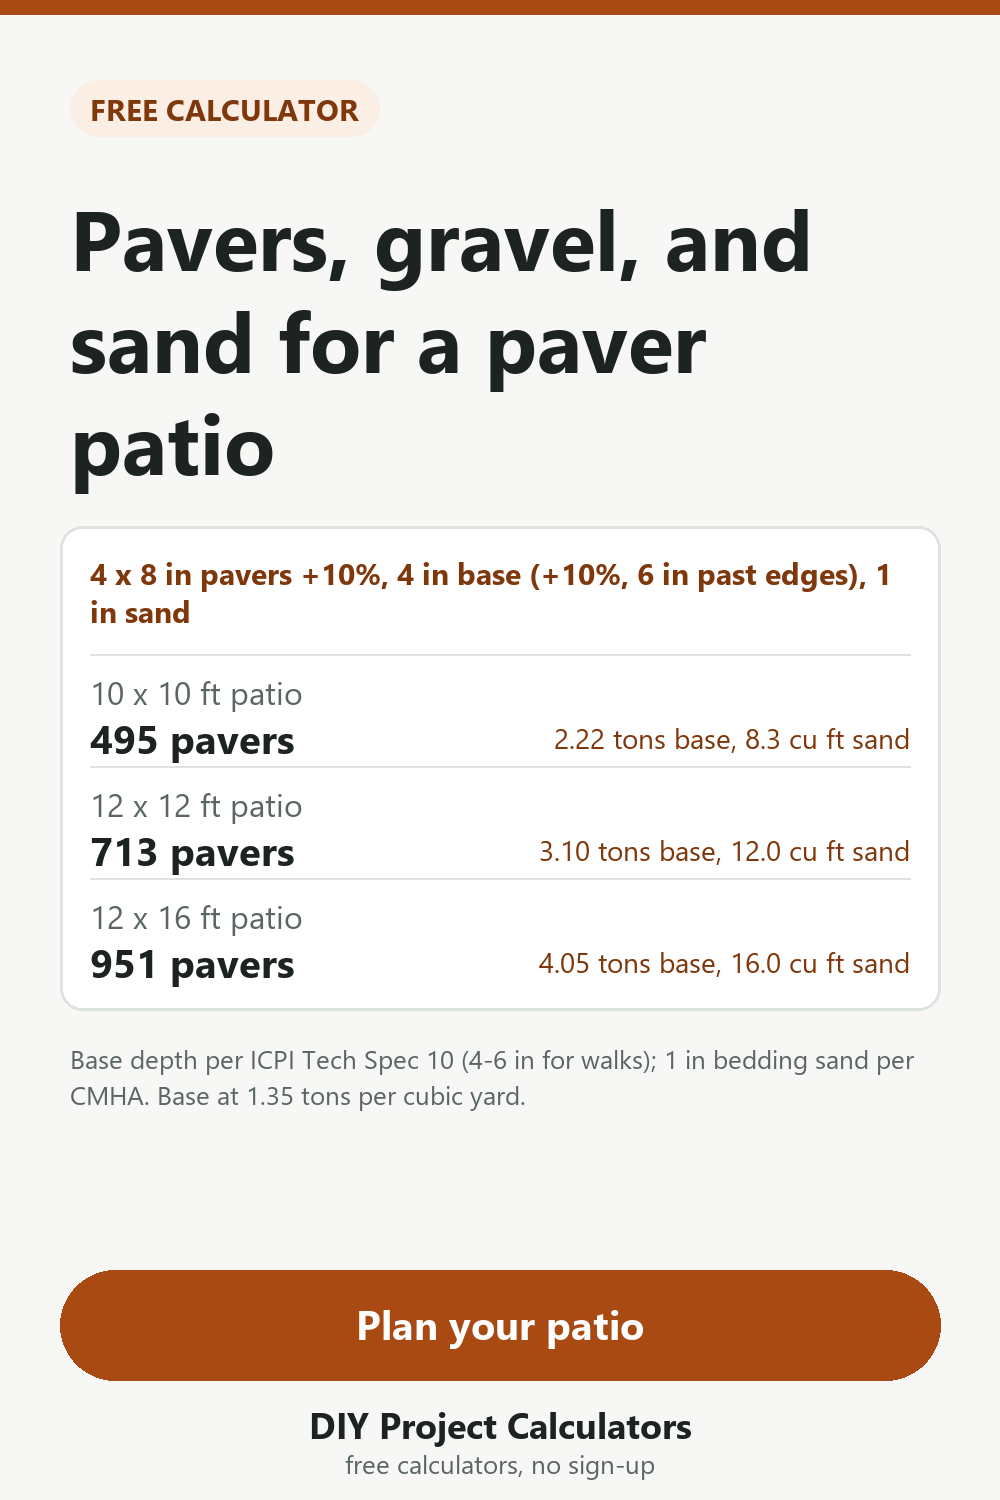 FREE CALCULATOR
Pavers, gravel, and
sand for a paver
patio
4 x 8 in pavers +10%, 4 in base (+10%, 6 in past edges), 1
in sand
10 x 10 ft patio
495 pavers 2.22 tons base, 8.3 cu ft sand
12 x 12 ft patio
713 pavers 3.10 tons base, 12.0 cu ft sand
12 x 16 ft patio
951 pavers 4.05 tons base, 16.0 cu ft sand
Base depth per ICPI Tech Spec 10 (4-6 in for walks); 1 in bedding sand per
CMHA. Base at 1.35 tons per cubic yard.
Plan your patio
DIY Project Calculators
free calculators, no sign-up